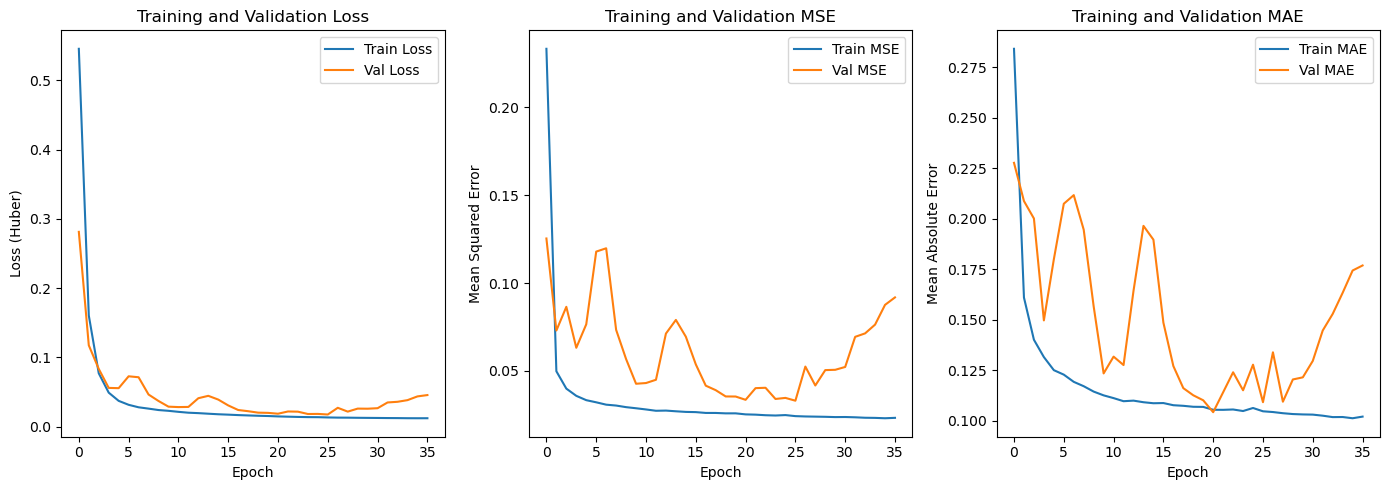 Training and Validation Loss
Train Loss
Val Loss
0.5
0.4
0.3
0.2
0.1
0.0
Loss (Huber)
0 5 10 15 20 25 30 35
Epoch
Training and Validation MSE
Train MSE
Val MSE
0.20
0.15
0.10
0.05
Mean Squared Error
0 5 10 15 20 25 30 35
Epoch
Training and Validation MAE
Train MAE
Val MAE
0.275
0.250
0.225
0.200
0.175
0.150
0.125
0.100
Mean Absolute Error
0 5 10 15 20 25 30 35
Epoch